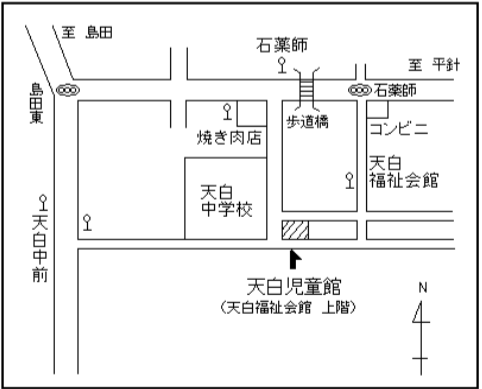 至 島田
石薬師
至 平針
島田東
石薬師
歩道橋
コンビニ
焼き肉店
天白
福祉会館
天白
中学校
天白中前
天白児童館
(天白福祉会館 上階)
N